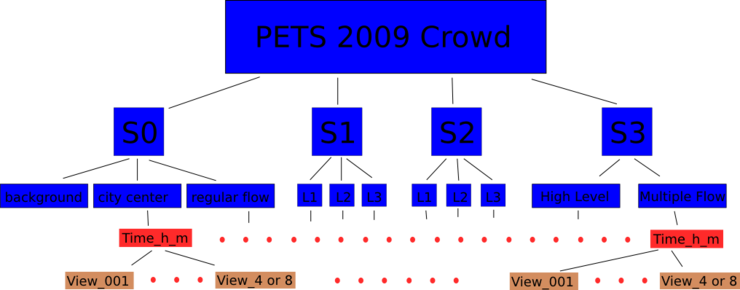 PETS 2009 Crowd
S0 S1 S2 S3
background city center regular flow L1 L2 L3 L1 L2 L3 High Level Multiple Flow
Time_h_m Time_h_m
View_001 View_4 or 8 View_001 View_4 or 8